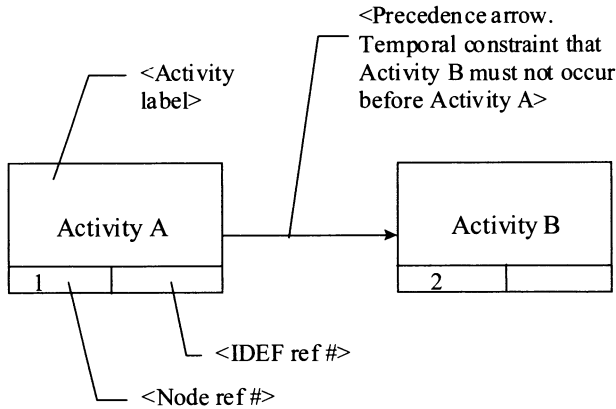 <Precedence arrow.
Temporal constraint that
Activity B must not occur
before Activity A>
<Activity
label>
Activity A
Activity B
1
2
<IDEF ref #>
<Node ref #>